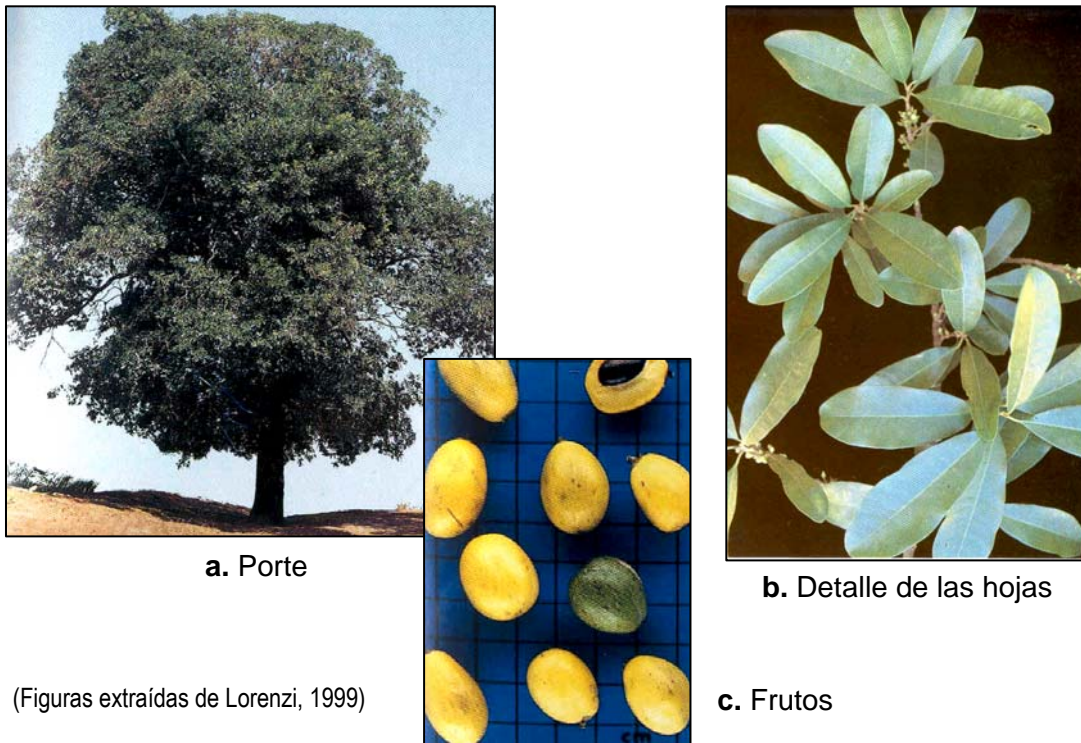 a. Porte
b. Detalle de las hojas
(Figuras extraídas de Lorenzi, 1999)
c. Frutos
cm